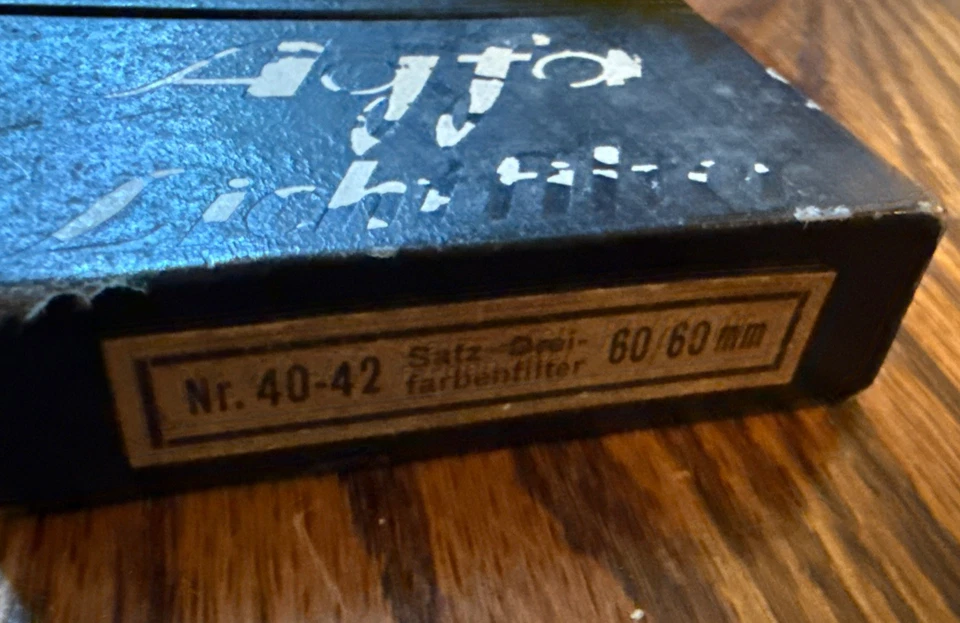 Agfa
Lichtfilter
Nr. 40-42 Satz Drei- 60/60 mm
farbenfilter